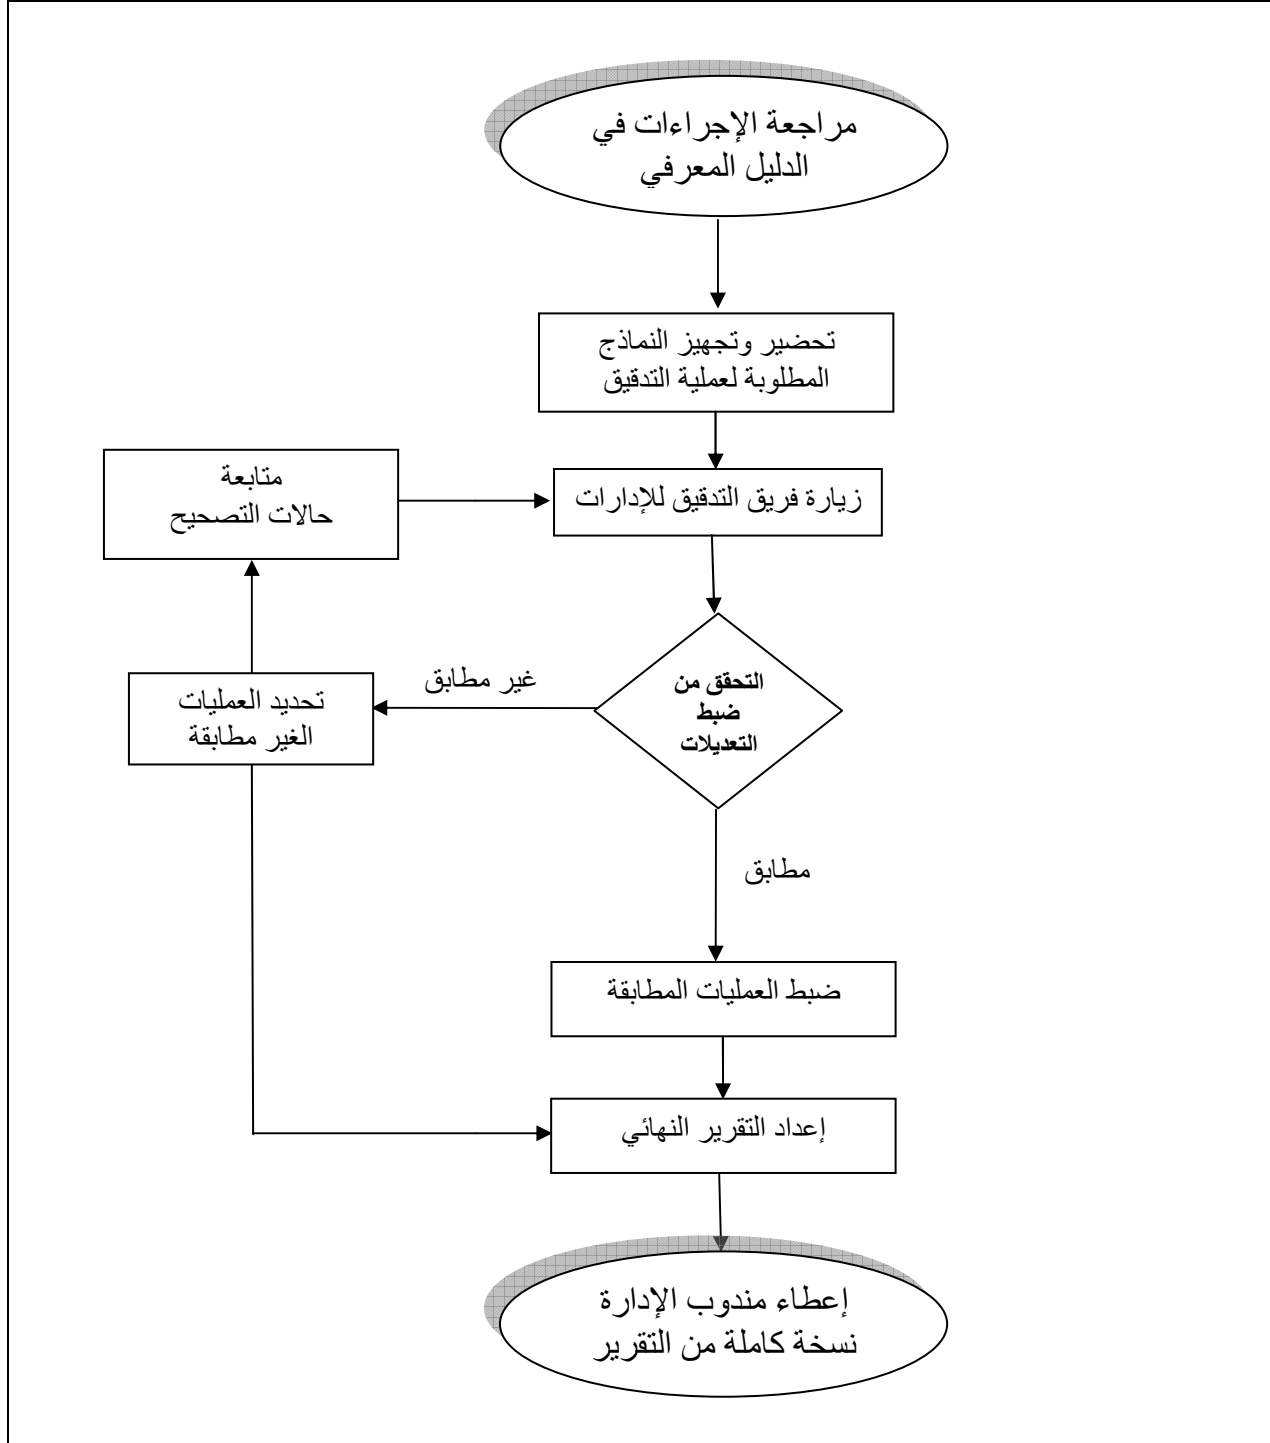 مراجعة الإجراءات في
الدليل المعرفي
تحضير وتجهيز النماذج
المطلوبة لعملية التدقيق
متابعة
حالات التصحيح
زيارة فريق التدقيق للإدارات
التحقق من
ضبط
التعديلات
غير مطابق
تحديد العمليات
الغير مطابقة
مطابق
ضبط العمليات المطابقة
إعداد التقرير النهائي
إعطاء مندوب الإدارة
نسخة كاملة من التقرير